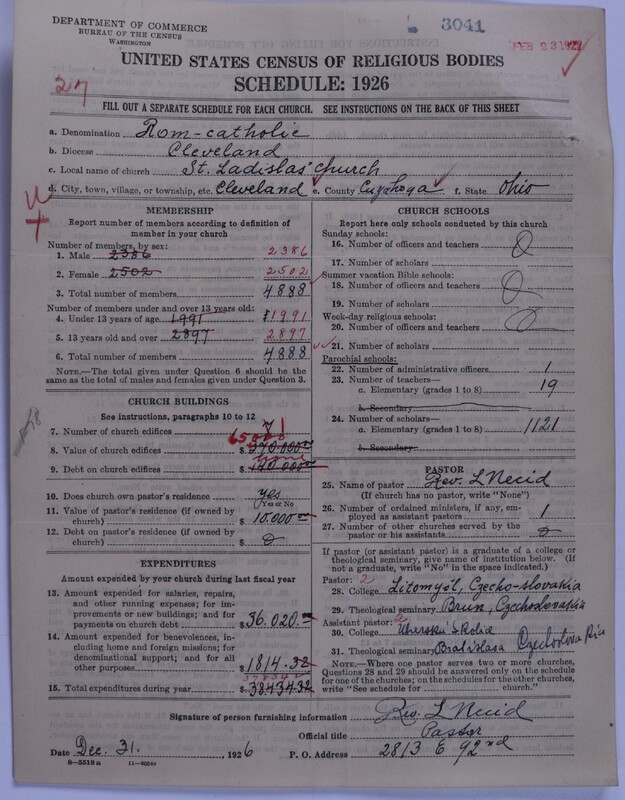 DEPARTMENT OF COMMERCE
BUREAU OF THE CENSUS
WASHINGTON
3041
FEB 23 1927
UNITED STATES CENSUS OF RELIGIOUS BODIES
SCHEDULE: 1926
27
FILL OUT A SEPARATE SCHEDULE FOR EACH CHURCH. SEE INSTRUCTIONS ON THE BACK OF THIS SHEET
a. Denomination Rom-catholic
b. Diocese Cleveland
c. Local name of church St. Ladislas' Church
d. City, town, village, or township, etc. Cleveland e. County Cuyahoga f. State Ohio
MEMBERSHIP
Report number of members according to definition of
member in your church
Number of members, by sex:
1. Male 2386 2386
2. Female 2502 2502
3. Total number of members 4888
Number of members under and over 13 years old:
4. Under 13 years of age 1991 1991
5. 13 years old and over 2897 2897
6. Total number of members 4888
NOTE.—The total given under Question 6 should be
same as the total of males and females given under Question 3.
CHURCH BUILDINGS
See instructions, paragraphs 10 to 12
7. Number of church edifices 1
8. Value of church edifices $
9. Debt on church edifices $
10. Does church own pastor's residence yes
Yes or No
11. Value of pastor's residence (if owned by
church) $ 10.000
12. Debt on pastor's residence (if owned by
church) $ 0
EXPENDITURES
Amount expended by your church during last fiscal year
13. Amount expended for salaries, repairs,
and other running expenses; for im-
provements or new buildings; and for
payments on church debt $ 36.020.
14. Amount expended for benevolences,
including home and foreign missions; for
denominational support; and for all
other purposes $ 1814.32
37834
15. Total expenditures during year $ 38434.32
CHURCH SCHOOLS
Report here only schools conducted by this church
Sunday schools:
16. Number of officers and teachers 0
17. Number of scholars
Summer vacation Bible schools:
18. Number of officers and teachers 0
19. Number of scholars
Week-day religious schools:
20. Number of officers and teachers 0
21. Number of scholars
Parochial schools:
22. Number of administrative officers 1
23. Number of teachers—
a. Elementary (grades 1 to 8) 19
b. Secondary
24. Number of scholars—
a. Elementary (grades 1 to 8) 1121
b. Secondary
PASTOR
25. Name of pastor Rev. L Necid
(If church has no pastor, write "None")
26. Number of ordained ministers, if any, em-
ployed as assistant pastors 1
27. Number of other churches served by the
pastor or his assistants 0
If pastor (or assistant pastor) is a graduate of a college or
theological seminary, give name of institution below. (If
not a graduate, write "No" in the space indicated.)
Pastor: 2
28. College Litomyšl, Czecho-slovakia
29. Theological seminary Brun, Czechoslovakia
Assistant pastor: 2
30. College Uherska Skolid
31. Theological seminary Bratislava Czechoslovakia
NOTE.—Where one pastor serves two or more churches,
Questions 28 and 29 should be answered only on the schedule
for one of the churches; on the schedules for the other churches,
write "See schedule for church."
Signature of person furnishing information Rev. L Necid
Official title Pastor
Date Dec. 31. , 1926 P. O. Address 2813 E 92nd
8—5518a